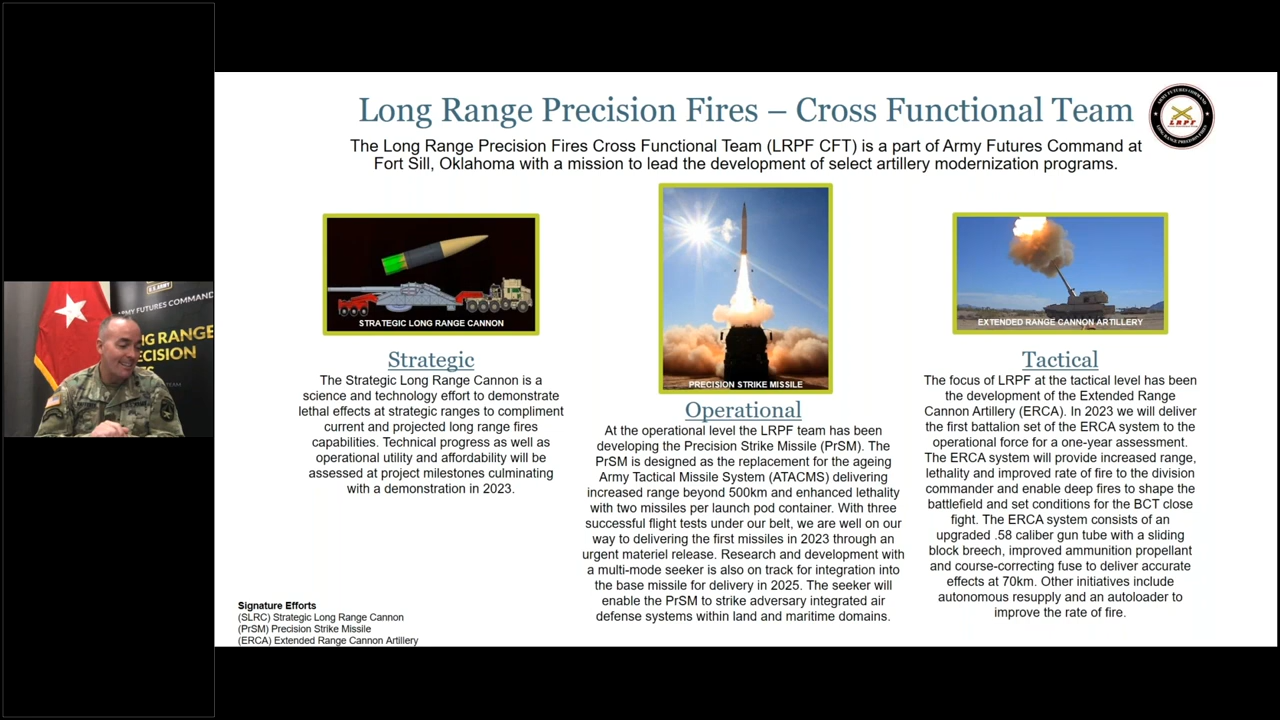 Long Range Precision Fires – Cross Functional Team
The Long Range Precision Fires Cross Functional Team (LRPF CFT) is a part of Army Futures Command at
Fort Sill, Oklahoma with a mission to lead the development of select artillery modernization programs.
ARMY FUTURES COMMAND
LRPF
LONG RANGE PRECISION FIRES
STRATEGIC LONG RANGE CANNON
Strategic
The Strategic Long Range Cannon is a
science and technology effort to demonstrate
lethal effects at strategic ranges to compliment
current and projected long range fires
capabilities. Technical progress as well as
operational utility and affordability will be
assessed at project milestones culminating
with a demonstration in 2023.
PRECISION STRIKE MISSILE
Operational
At the operational level the LRPF team has been
developing the Precision Strike Missile (PrSM). The
PrSM is designed as the replacement for the ageing
Army Tactical Missile System (ATACMS) delivering
increased range beyond 500km and enhanced lethality
with two missiles per launch pod container. With three
successful flight tests under our belt, we are well on our
way to delivering the first missiles in 2023 through an
urgent materiel release. Research and development with
a multi-mode seeker is also on track for integration into
the base missile for delivery in 2025. The seeker will
enable the PrSM to strike adversary integrated air
defense systems within land and maritime domains.
EXTENDED RANGE CANNON ARTILLERY
Tactical
The focus of LRPF at the tactical level has been
the development of the Extended Range
Cannon Artillery (ERCA). In 2023 we will deliver
the first battalion set of the ERCA system to the
operational force for a one-year assessment.
The ERCA system will provide increased range,
lethality and improved rate of fire to the division
commander and enable deep fires to shape the
battlefield and set conditions for the BCT close
fight. The ERCA system consists of an
upgraded .58 caliber gun tube with a sliding
block breech, improved ammunition propellant
and course-correcting fuse to deliver accurate
effects at 70km. Other initiatives include
autonomous resupply and an autoloader to
improve the rate of fire.
Signature Efforts
(SLRC) Strategic Long Range Cannon
(PrSM) Precision Strike Missile
(ERCA) Extended Range Cannon Artillery
U.S. ARMY
ARMY FUTURES COMMAND
NG RANGE
ECISION